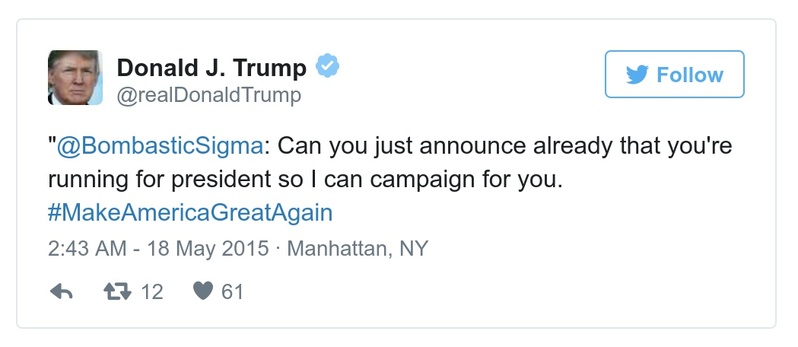 Donald J. Trump
@realDonaldTrump
Follow
"@BombasticSigma: Can you just announce already that you're
running for president so I can campaign for you.
#MakeAmericaGreatAgain
2:43 AM - 18 May 2015 · Manhattan, NY
12 61